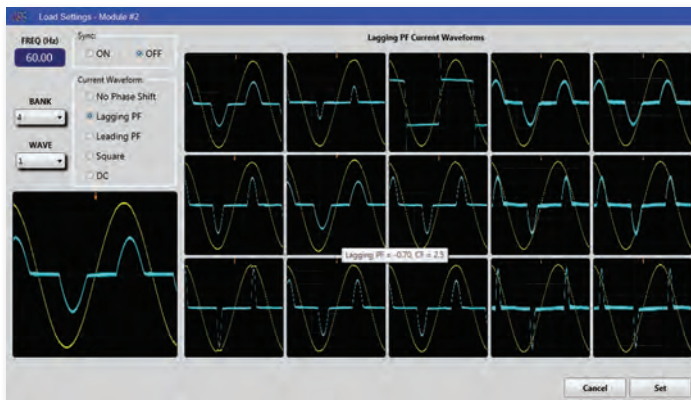 Load Settings - Module #2
FREQ (Hz)
60.00
Sync:
ON
OFF
Lagging PF Current Waveforms
Current Waveform:
No Phase Shift
Lagging PF
Leading PF
Square
DC
BANK
4
WAVE
1
Lagging PF = -0.70, CF = 2.5
Cancel
Set